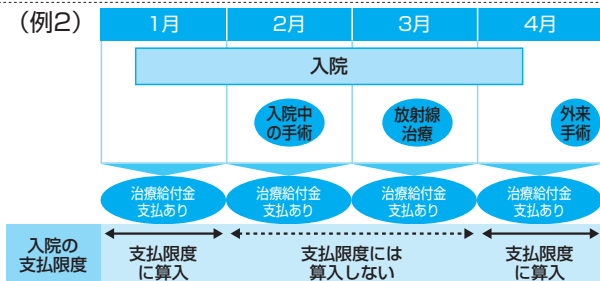 （例2）
1月 2月 3月 4月
入院
入院中
の手術
放射線
治療
外来
手術
治療給付金
支払あり
治療給付金
支払あり
治療給付金
支払あり
治療給付金
支払あり
入院の
支払限度
支払限度
に算入
支払限度には
算入しない
支払限度
に算入